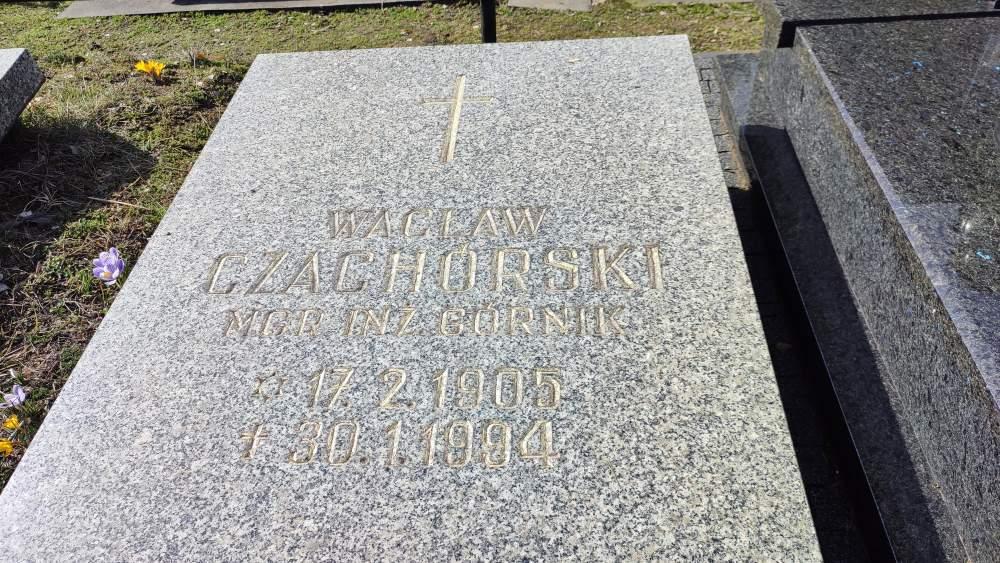 WACŁAW
CZACHÓRSKI
MGR INŻ GÓRNIK
17. 2. 1905
30. 1. 1994